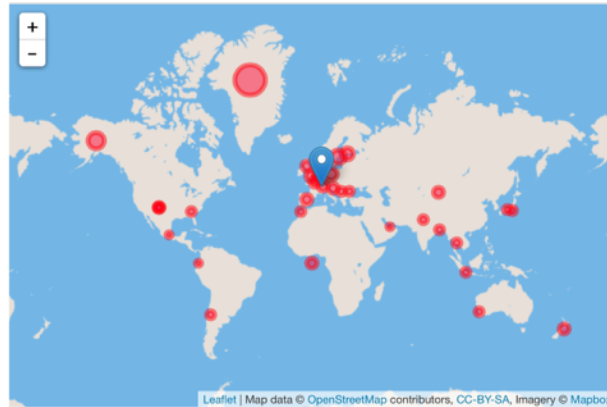 +
−
Leaflet | Map data © OpenStreetMap contributors, CC-BY-SA, Imagery © Mapbo